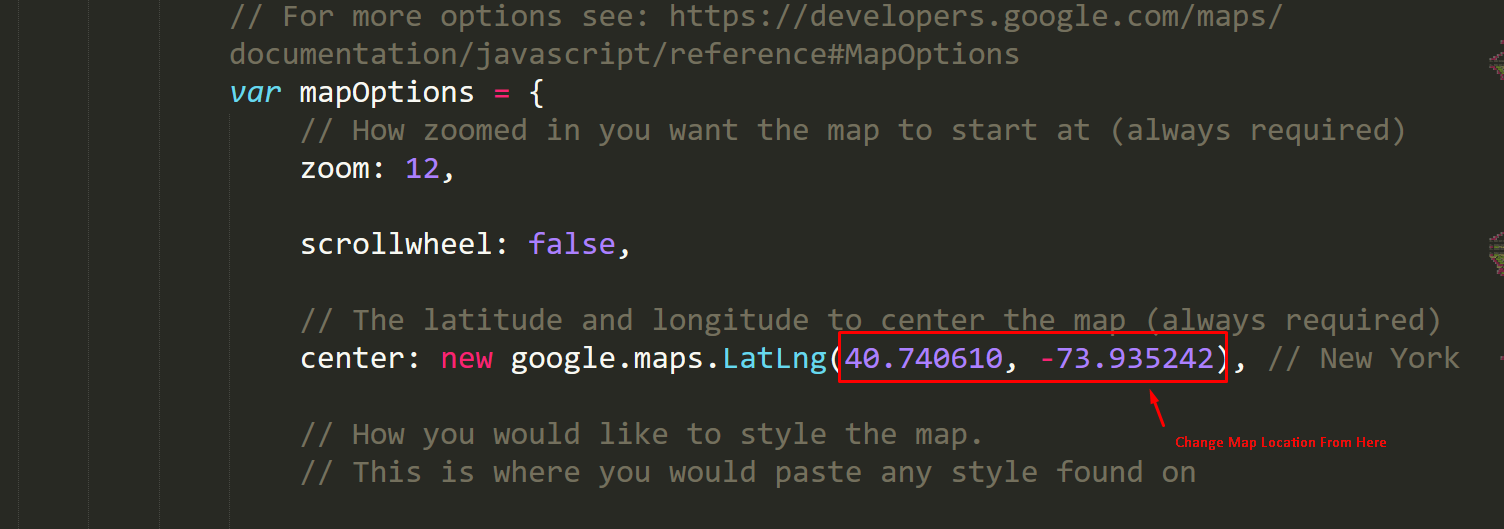 // For more options see: https://developers.google.com/maps/
documentation/javascript/reference#MapOptions
var mapOptions = {
// How zoomed in you want the map to start at (always required)
zoom: 12,
scrollwheel: false,
// The latitude and longitude to center the map (always required)
center: new google.maps.LatLng(40.740610, -73.935242), // New York
// How you would like to style the map.
Change Map Location From Here
// This is where you would paste any style found on